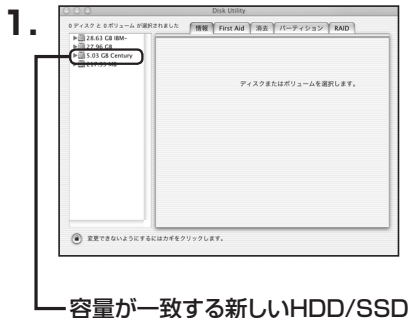 1.
Disk Utility
0 ディスク と 0 ボリューム が選択されました
情報 First Aid 消去 パーティション RAID
28.63 GB IBM-
27.96 GB
5.03 GB Century
ディスクまたはボリュームを選択します。
変更できないようにするにはカギをクリックします。
容量が一致する新しいHDD/SSD